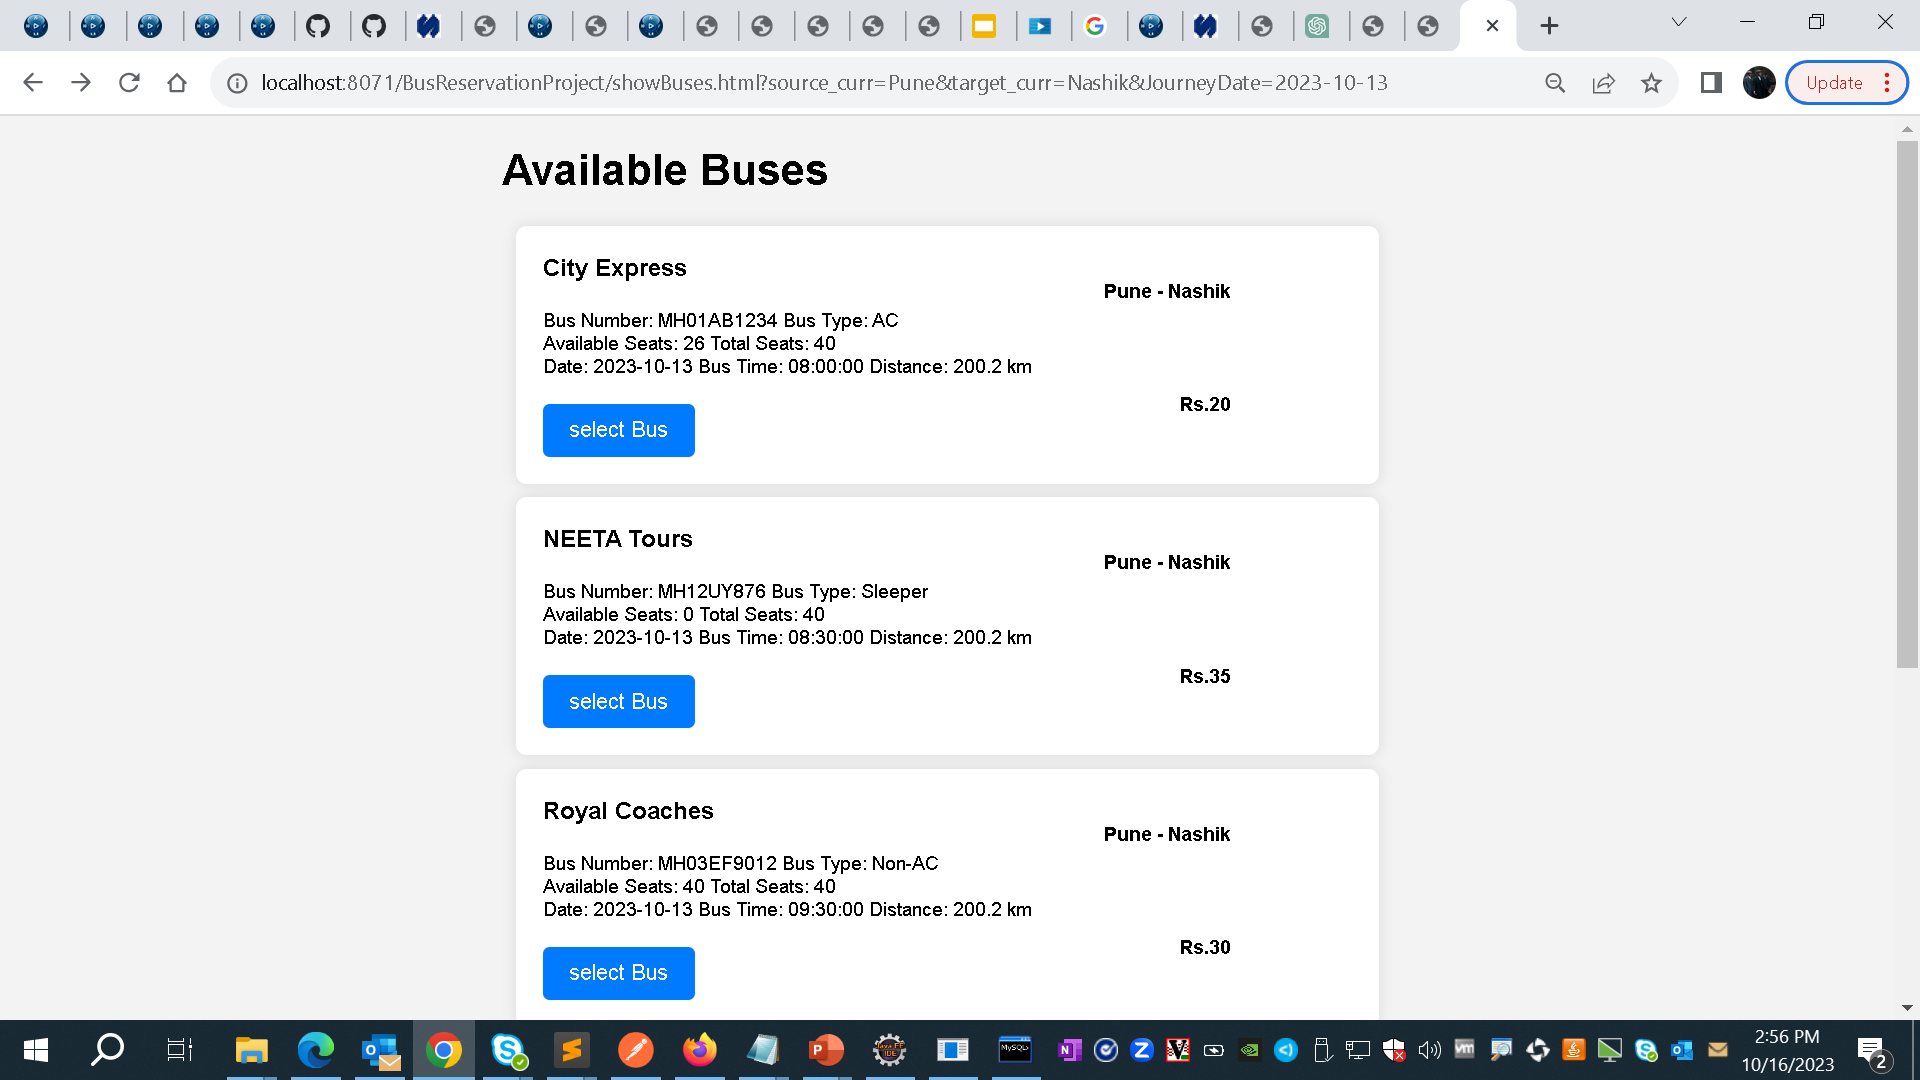 localhost:8071/BusReservationProject/showBuses.html?source_curr=Pune&target_curr=Nashik&JourneyDate=2023-10-13
Update
Available Buses
City Express
Pune - Nashik
Bus Number: MH01AB1234 Bus Type: AC
Available Seats: 26 Total Seats: 40
Date: 2023-10-13 Bus Time: 08:00:00 Distance: 200.2 km
Rs.20
select Bus
NEETA Tours
Pune - Nashik
Bus Number: MH12UY876 Bus Type: Sleeper
Available Seats: 0 Total Seats: 40
Date: 2023-10-13 Bus Time: 08:30:00 Distance: 200.2 km
Rs.35
select Bus
Royal Coaches
Pune - Nashik
Bus Number: MH03EF9012 Bus Type: Non-AC
Available Seats: 40 Total Seats: 40
Date: 2023-10-13 Bus Time: 09:30:00 Distance: 200.2 km
Rs.30
select Bus
2:56 PM
10/16/2023
2